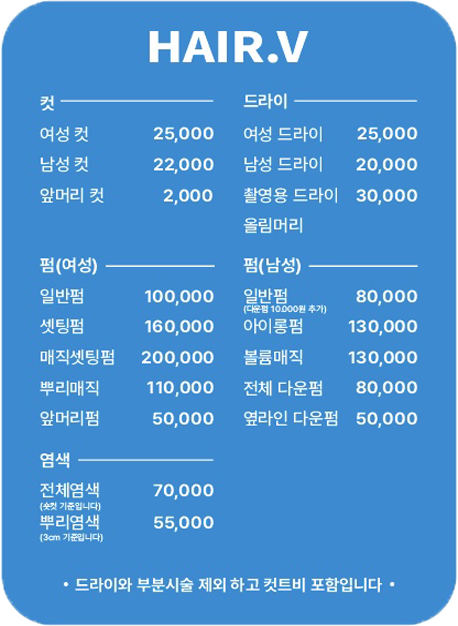 HAIR.V
컷
여성 컷 25,000
남성 컷 22,000
앞머리 컷 2,000
드라이
여성 드라이 25,000
남성 드라이 20,000
촬영용 드라이 30,000
올림머리
펌(여성)
일반펌 100,000
셋팅펌 160,000
매직셋팅펌 200,000
뿌리매직 110,000
앞머리펌 50,000
펌(남성)
일반펌 80,000
(다운펌 10.000원 추가)
아이롱펌 130,000
볼륨매직 130,000
전체 다운펌 80,000
옆라인 다운펌 50,000
염색
전체염색 70,000
(숏컷 기준입니다)
뿌리염색 55,000
(3cm 기준입니다)
• 드라이와 부분시술 제외 하고 컷트비 포함입니다 •